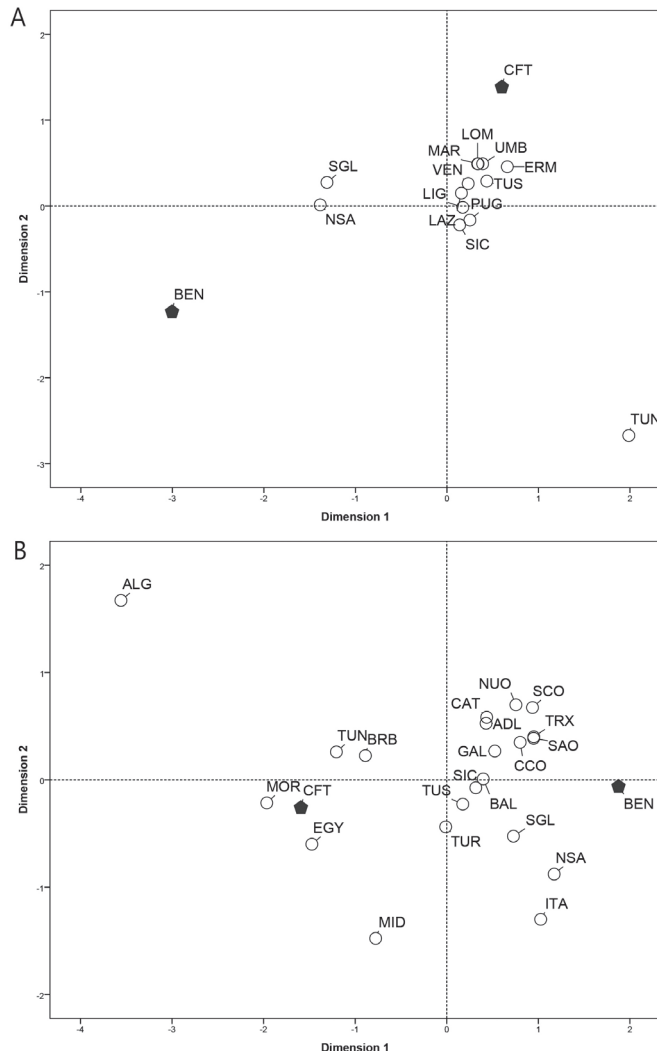 A
2
CFT
LOM
MAR UMB
SGL VEN ERM
TUS
LIG
0 NSA PUG
LAZ
SIC
Dimension 2
-1
BEN
-2
TUN
-3
-4 -3 -2 -1 0 1 2
Dimension 1
B
2
ALG
1
NUO SCO
CAT
ADL TRX
TUN BRB
GAL SAO
CCO
Dimension 2
0 SIC
MOR CFT TUS BAL BEN
EGY TUR SGL
NSA
-1
ITA
MID
-2
-4 -3 -2 -1 0 1 2
Dimension 1